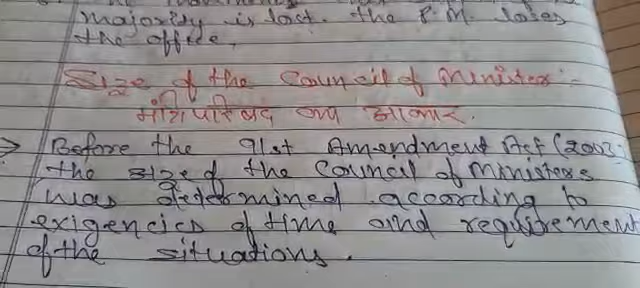 majority is lost. the P.M. loses
the office.
Size of the Council of Minister :-
मंत्रिपरिषद का आकार.
→ Before the 91st Amendment Act (2003)
the size of the Council of Ministers
was determined according to
exigencies of time and requirement
of the situations.